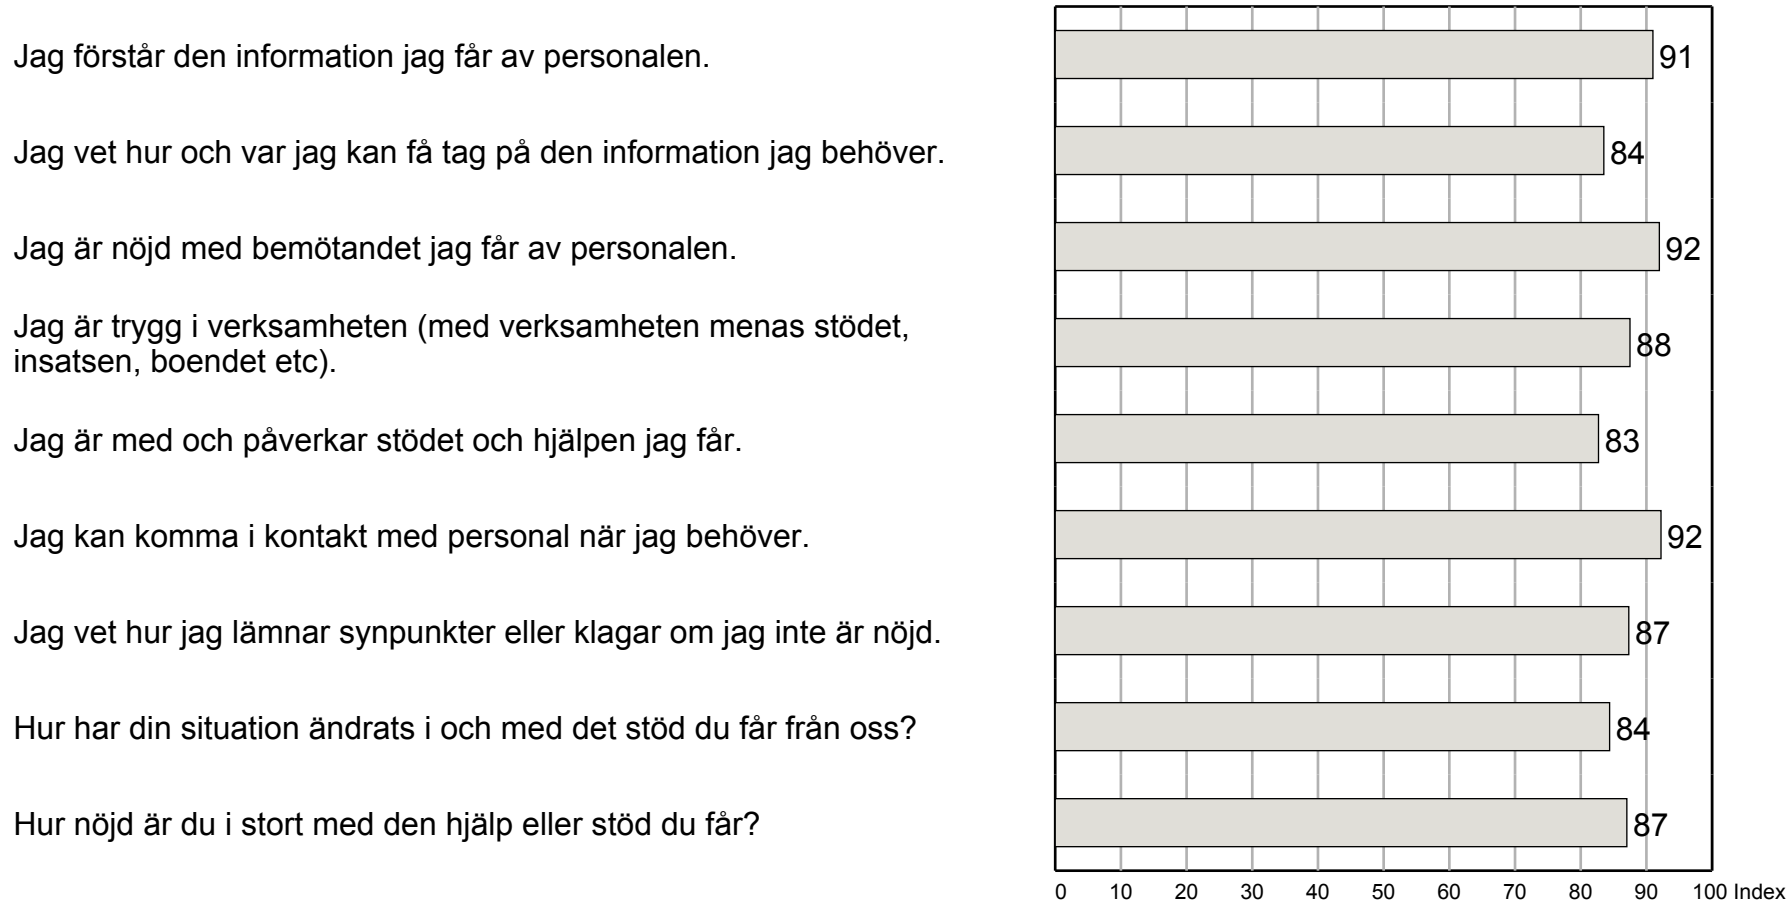 Jag förstår den information jag får av personalen.
91
Jag vet hur och var jag kan få tag på den information jag behöver.
84
Jag är nöjd med bemötandet jag får av personalen.
92
Jag är trygg i verksamheten (med verksamheten menas stödet,
insatsen, boendet etc).
88
Jag är med och påverkar stödet och hjälpen jag får.
83
Jag kan komma i kontakt med personal när jag behöver.
92
Jag vet hur jag lämnar synpunkter eller klagar om jag inte är nöjd.
87
Hur har din situation ändrats i och med det stöd du får från oss?
84
Hur nöjd är du i stort med den hjälp eller stöd du får?
87
0 10 20 30 40 50 60 70 80 90 100 Index